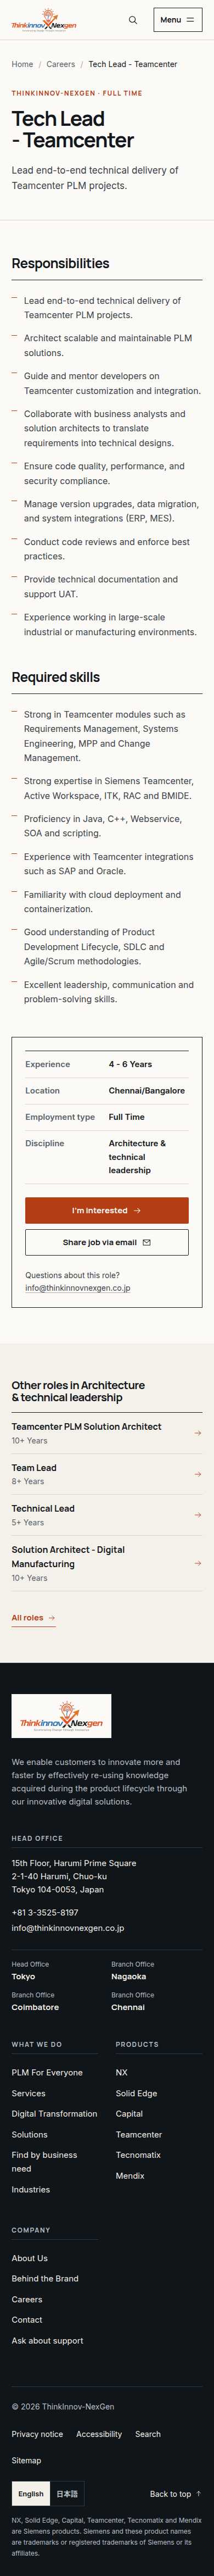 ThinkinnovXNexgen
Menu
Home / Careers / Tech Lead - Teamcenter
THINKINNOV-NEXGEN · FULL TIME
Tech Lead
- Teamcenter
Lead end-to-end technical delivery of
Teamcenter PLM projects.
Responsibilities
Lead end-to-end technical delivery of
Teamcenter PLM projects.
Architect scalable and maintainable PLM
solutions.
Guide and mentor developers on
Teamcenter customization and integration.
Collaborate with business analysts and
solution architects to translate
requirements into technical designs.
Ensure code quality, performance, and
security compliance.
Manage version upgrades, data migration,
and system integrations (ERP, MES).
Conduct code reviews and enforce best
practices.
Provide technical documentation and
support UAT.
Experience working in large-scale
industrial or manufacturing environments.
Required skills
Strong in Teamcenter modules such as
Requirements Management, Systems
Engineering, MPP and Change
Management.
Strong expertise in Siemens Teamcenter,
Active Workspace, ITK, RAC and BMIDE.
Proficiency in Java, C++, Webservice,
SOA and scripting.
Experience with Teamcenter integrations
such as SAP and Oracle.
Familiarity with cloud deployment and
containerization.
Good understanding of Product
Development Lifecycle, SDLC and
Agile/Scrum methodologies.
Excellent leadership, communication and
problem-solving skills.
Experience 4 - 6 Years
Location Chennai/Bangalore
Employment type Full Time
Discipline Architecture &
technical
leadership
I'm interested →
Share job via email
Questions about this role?
info@thinkinnovnexgen.co.jp
Other roles in Architecture
& technical leadership
Teamcenter PLM Solution Architect
10+ Years →
Team Lead
8+ Years →
Technical Lead
5+ Years →
Solution Architect - Digital
Manufacturing
10+ Years →
All roles →
ThinkinnovXNexgen
We enable customers to innovate more and
faster by effectively re-using knowledge
acquired during the product lifecycle through
our innovative digital solutions.
HEAD OFFICE
15th Floor, Harumi Prime Square
2-1-40 Harumi, Chuo-ku
Tokyo 104-0053, Japan
+81 3-3525-8197
info@thinkinnovnexgen.co.jp
Head Office
Tokyo
Branch Office
Nagaoka
Branch Office
Coimbatore
Branch Office
Chennai
WHAT WE DO
PLM For Everyone
Services
Digital Transformation
Solutions
Find by business
need
Industries
PRODUCTS
NX
Solid Edge
Capital
Teamcenter
Tecnomatix
Mendix
COMPANY
About Us
Behind the Brand
Careers
Contact
Ask about support
© 2026 ThinkInnov-NexGen
Privacy notice Accessibility Search
Sitemap
English 日本語
Back to top ↑
NX, Solid Edge, Capital, Teamcenter, Tecnomatix and Mendix
are Siemens products. Siemens and these product names
are trademarks or registered trademarks of Siemens or its
affiliates.